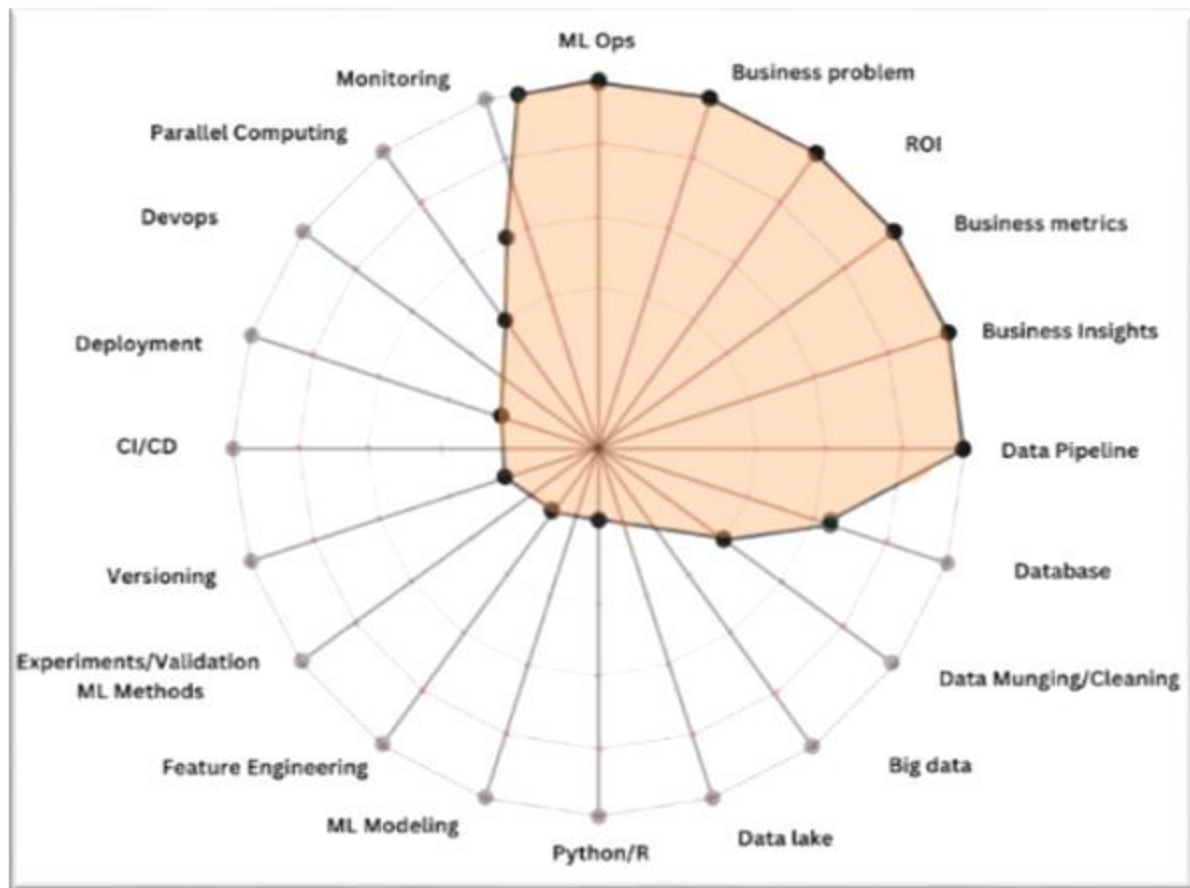 ML Ops
Business problem
ROI
Business metrics
Business Insights
Data Pipeline
Database
Data Munging/Cleaning
Big data
Data lake
Python/R
ML Modeling
Feature Engineering
Experiments/Validation
ML Methods
Versioning
CI/CD
Deployment
Devops
Parallel Computing
Monitoring